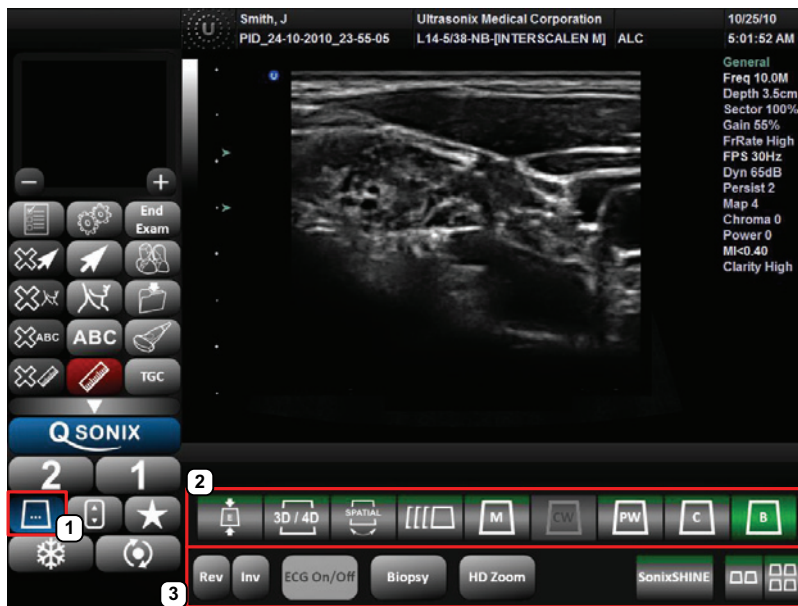 Smith, J
Ultrasonix Medical Corporation
10/25/10
PID_24-10-2010_23-55-05
L14-5/38-NB-[INTERSCALEN M]
ALC
5:01:52 AM
U
U
General
Freq 10.0M
Depth 3.5cm
Sector 100%
Gain 55%
FrRate High
FPS 30Hz
Dyn 65dB
Persist 2
Map 4
Chroma 0
Power 0
MI<0.40
Clarity High
End
Exam
ABC
ABC
TGC
Q SONIX
2
1
...
1
2
E
3D / 4D
SPATIAL
M
CW
PW
C
B
3
Rev
Inv
ECG On/Off
Biopsy
HD Zoom
SonixSHINE